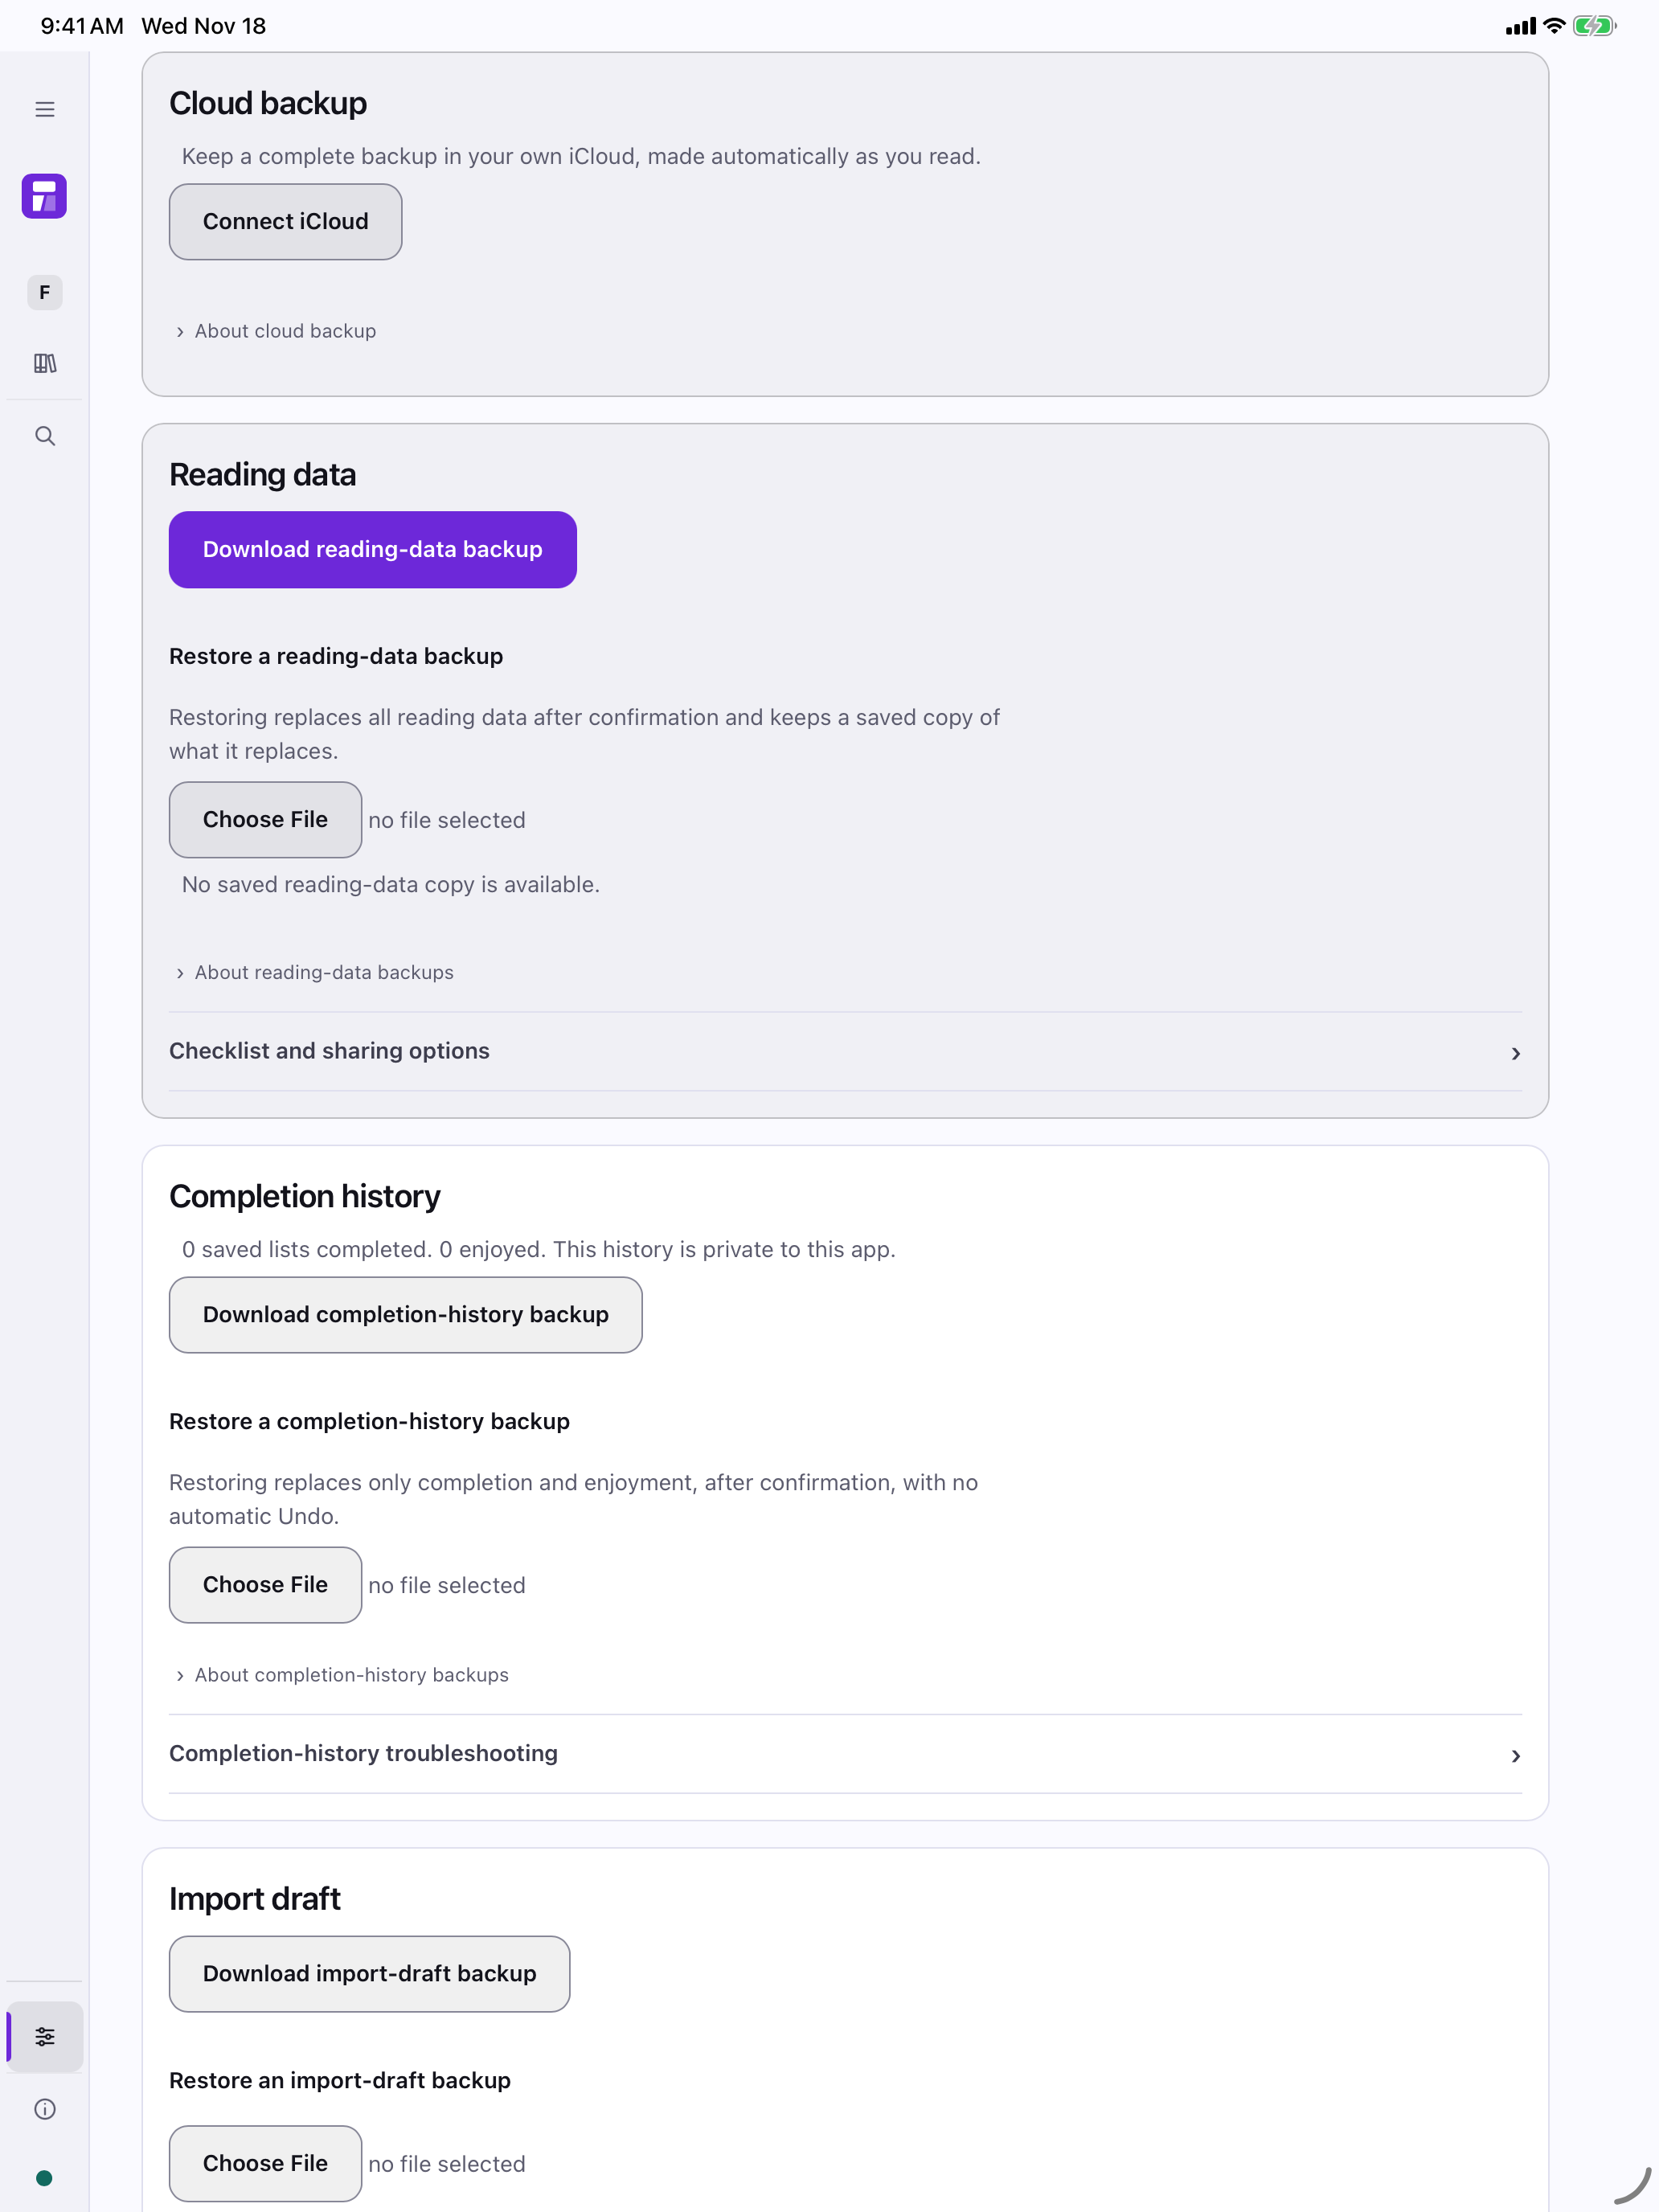 9:41 AM Wed Nov 18
Cloud backup
Keep a complete backup in your own iCloud, made automatically as you read.
Connect iCloud
› About cloud backup
F
Reading data
Download reading-data backup
Restore a reading-data backup
Restoring replaces all reading data after confirmation and keeps a saved copy of
what it replaces.
Choose File no file selected
No saved reading-data copy is available.
› About reading-data backups
Checklist and sharing options ›
Completion history
0 saved lists completed. 0 enjoyed. This history is private to this app.
Download completion-history backup
Restore a completion-history backup
Restoring replaces only completion and enjoyment, after confirmation, with no
automatic Undo.
Choose File no file selected
› About completion-history backups
Completion-history troubleshooting ›
Import draft
Download import-draft backup
Restore an import-draft backup
Choose File no file selected